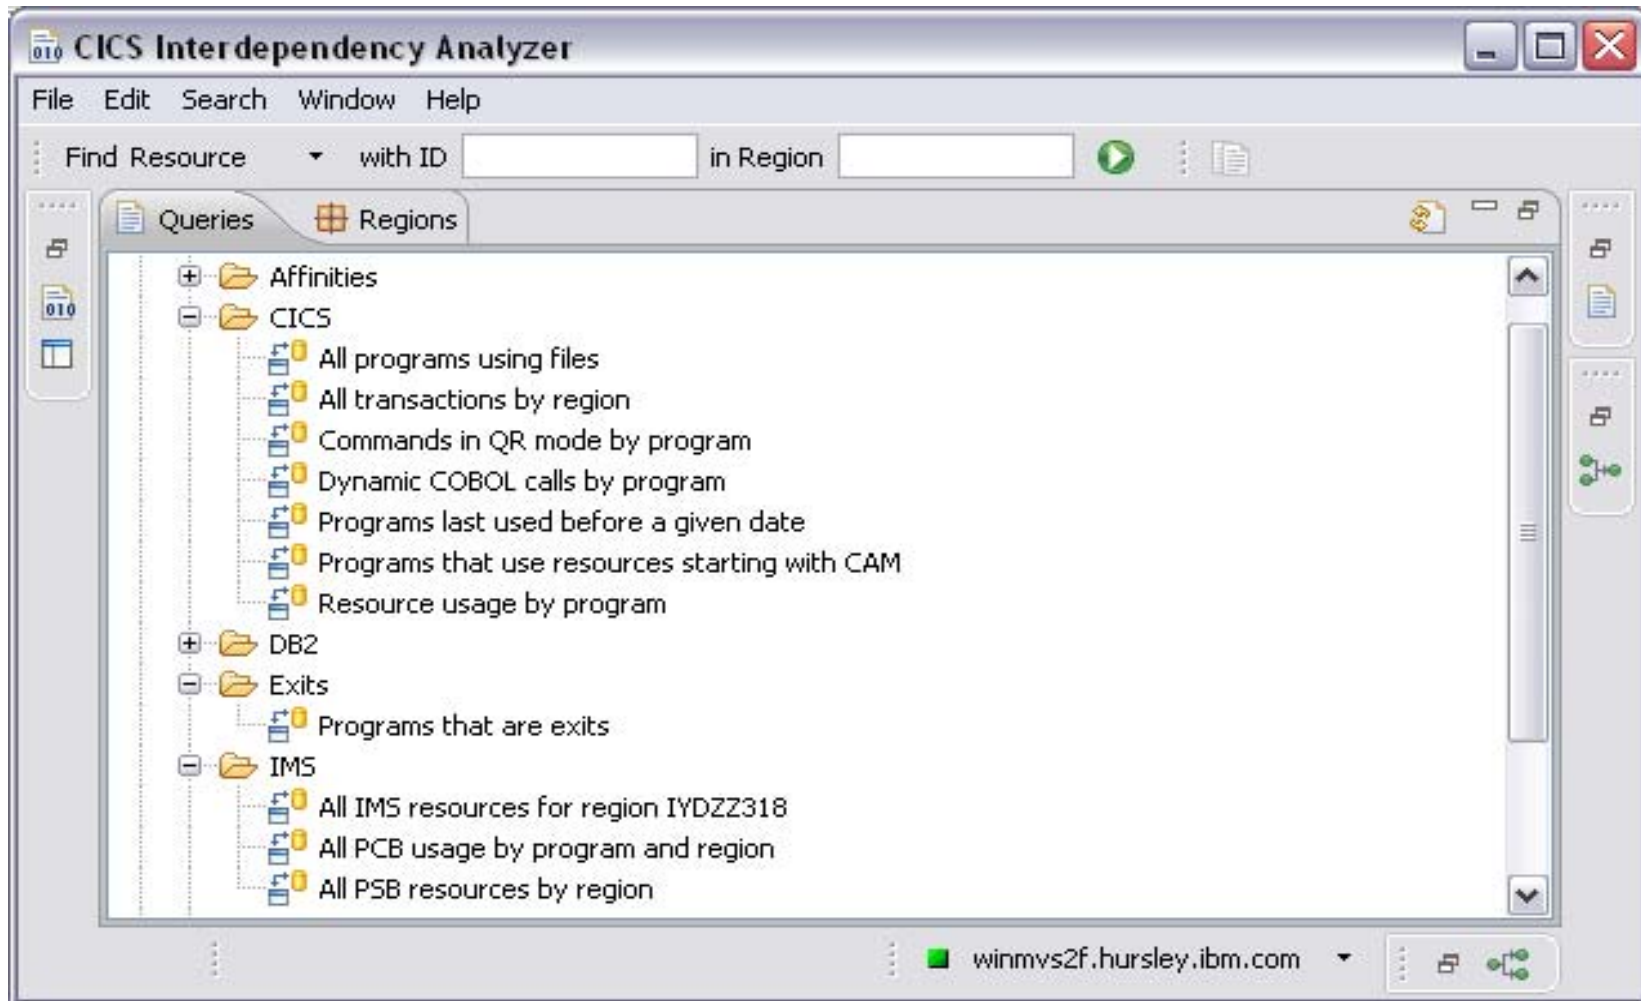 CICS Interdependency Analyzer
File Edit Search Window Help
Find Resource with ID in Region
Queries Regions
Affinities
CICS
All programs using files
All transactions by region
Commands in QR mode by program
Dynamic COBOL calls by program
Programs last used before a given date
Programs that use resources starting with CAM
Resource usage by program
DB2
Exits
Programs that are exits
IMS
All IMS resources for region IYDZZ318
All PCB usage by program and region
All PSB resources by region
winmvs2f.hursley.ibm.com